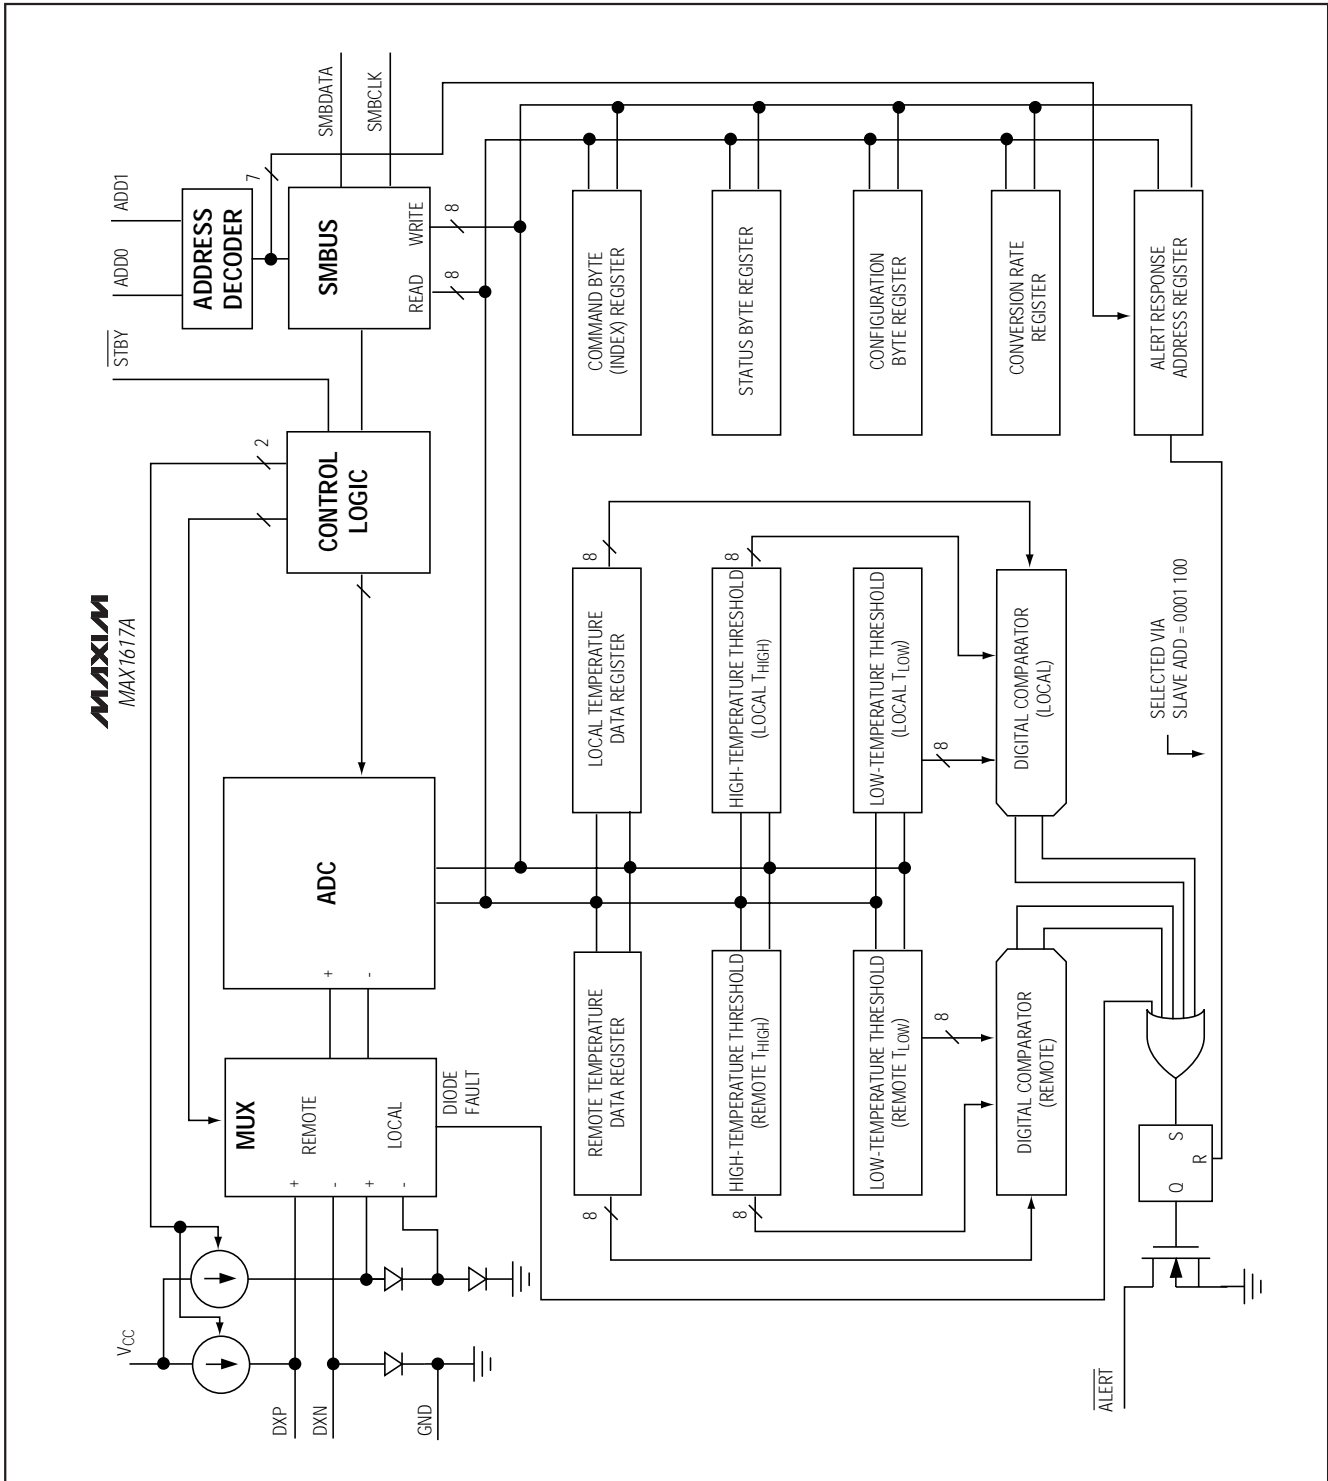 MAXIM
MAX1617A
VCC
DXP
DXN
GND
+
-
+
-
MUX
REMOTE
LOCAL
DIODE
FAULT
+
-
ADC
2
CONTROL
LOGIC
STBY
ADD0
ADD1
ADDRESS
DECODER
7
SMBUS
READ
WRITE
8
8
SMBDATA
SMBCLK
REMOTE TEMPERATURE
DATA REGISTER
8
HIGH-TEMPERATURE THRESHOLD
(REMOTE THIGH)
8
LOW-TEMPERATURE THRESHOLD
(REMOTE TLOW)
8
DIGITAL COMPARATOR
(REMOTE)
LOCAL TEMPERATURE
DATA REGISTER
8
HIGH-TEMPERATURE THRESHOLD
(LOCAL THIGH)
8
LOW-TEMPERATURE THRESHOLD
(LOCAL TLOW)
8
DIGITAL COMPARATOR
(LOCAL)
COMMAND BYTE
(INDEX) REGISTER
STATUS BYTE REGISTER
CONFIGURATION
BYTE REGISTER
CONVERSION RATE
REGISTER
ALERT RESPONSE
ADDRESS REGISTER
SELECTED VIA
SLAVE ADD = 0001 100
Q
S
R
ALERT